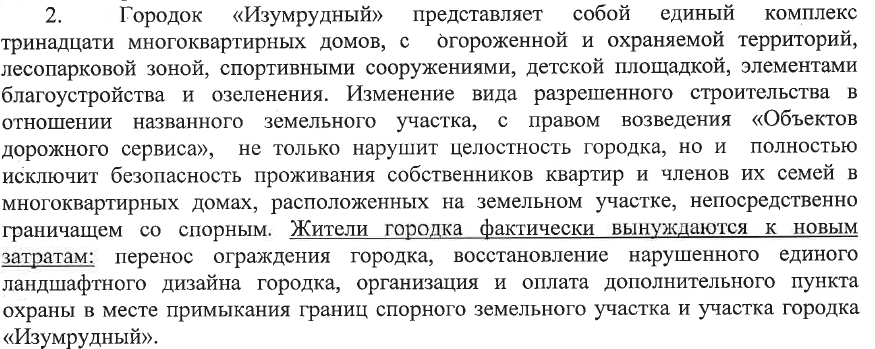 2. Городок «Изумрудный» представляет собой единый комплекс
тринадцати многоквартирных домов, с огороженной и охраняемой территорий,
лесопарковой зоной, спортивными сооружениями, детской площадкой, элементами
благоустройства и озеленения. Изменение вида разрешенного строительства в
отношении названного земельного участка, с правом возведения «Объектов
дорожного сервиса», не только нарушит целостность городка, но и полностью
исключит безопасность проживания собственников квартир и членов их семей в
многоквартирных домах, расположенных на земельном участке, непосредственно
граничащем со спорным. Жители городка фактически вынуждаются к новым
затратам: перенос ограждения городка, восстановление нарушенного единого
ландшафтного дизайна городка, организация и оплата дополнительного пункта
охраны в месте примыкания границ спорного земельного участка и участка городка
«Изумрудный».